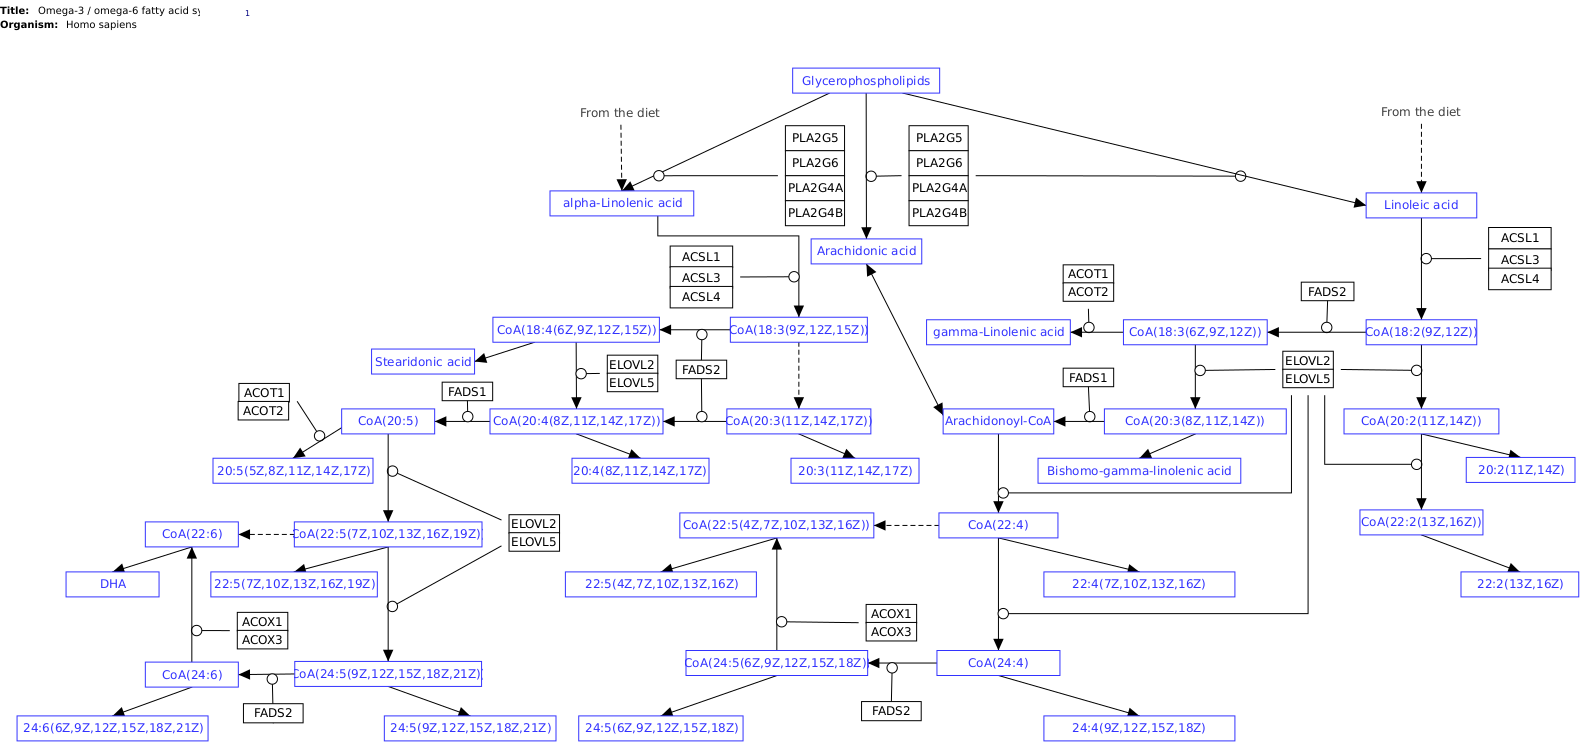 Title: Omega-3 / omega-6 fatty acid sy
1
Organism: Homo sapiens
Glycerophospholipids
From the diet
From the diet
PLA2G5
PLA2G6
PLA2G4A
PLA2G4B
PLA2G5
PLA2G6
PLA2G4A
PLA2G4B
alpha-Linolenic acid
Linoleic acid
Arachidonic acid
ACSL1
ACSL3
ACSL4
ACSL1
ACSL3
ACSL4
ACOT1
ACOT2
FADS2
CoA(18:4(6Z,9Z,12Z,15Z))
CoA(18:3(9Z,12Z,15Z))
gamma-Linolenic acid
CoA(18:3(6Z,9Z,12Z))
CoA(18:2(9Z,12Z))
Stearidonic acid
ELOVL2
ELOVL5
FADS2
FADS1
ELOVL2
ELOVL5
ACOT1
ACOT2
FADS1
CoA(20:5)
CoA(20:4(8Z,11Z,14Z,17Z))
CoA(20:3(11Z,14Z,17Z))
Arachidonoyl-CoA
CoA(20:3(8Z,11Z,14Z))
CoA(20:2(11Z,14Z))
20:5(5Z,8Z,11Z,14Z,17Z)
20:4(8Z,11Z,14Z,17Z)
20:3(11Z,14Z,17Z)
Bishomo-gamma-linolenic acid
20:2(11Z,14Z)
ELOVL2
ELOVL5
CoA(22:6)
CoA(22:5(7Z,10Z,13Z,16Z,19Z)
CoA(22:5(4Z,7Z,10Z,13Z,16Z))
CoA(22:4)
CoA(22:2(13Z,16Z))
DHA
22:5(7Z,10Z,13Z,16Z,19Z)
22:5(4Z,7Z,10Z,13Z,16Z)
22:4(7Z,10Z,13Z,16Z)
22:2(13Z,16Z)
ACOX1
ACOX3
ACOX1
ACOX3
CoA(24:6)
CoA(24:5(9Z,12Z,15Z,18Z,21Z)
CoA(24:5(6Z,9Z,12Z,15Z,18Z)
CoA(24:4)
FADS2
FADS2
24:6(6Z,9Z,12Z,15Z,18Z,21Z)
24:5(9Z,12Z,15Z,18Z,21Z)
24:5(6Z,9Z,12Z,15Z,18Z)
24:4(9Z,12Z,15Z,18Z)